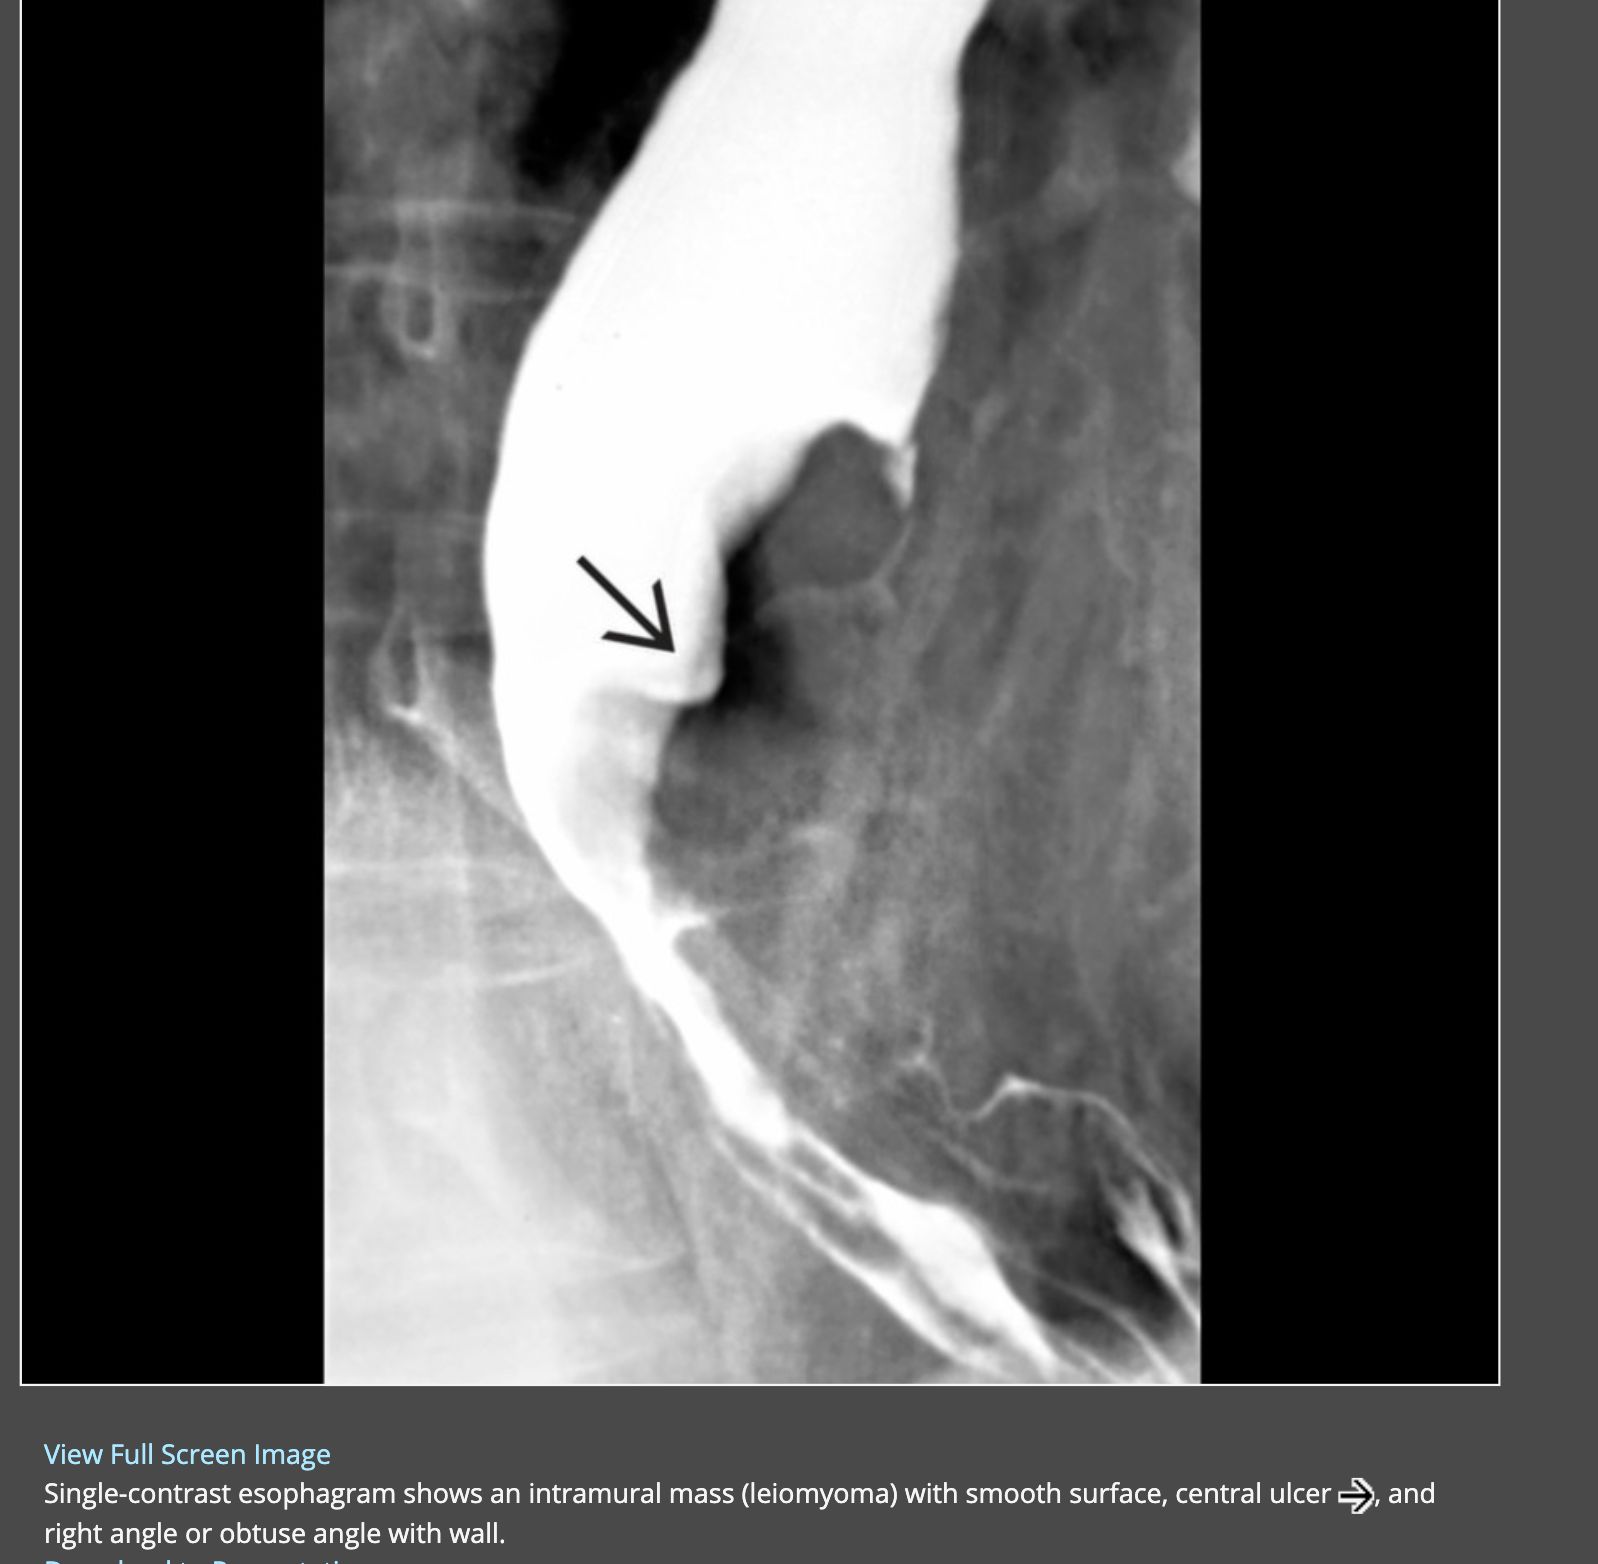 View Full Screen Image
Single-contrast esophagram shows an intramural mass (leiomyoma) with smooth surface, central ulcer , and
right angle or obtuse angle with wall.